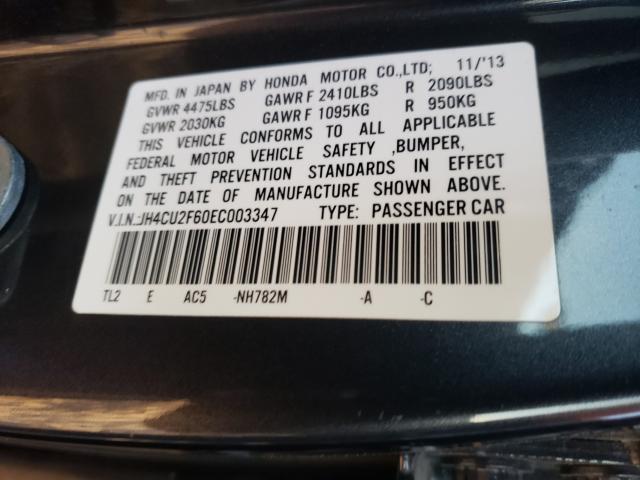 MFD. IN JAPAN BY HONDA MOTOR CO.,LTD; 11/'13
GVWR 4475LBS GAWR F 2410LBS R 2090LBS
GVWR 2030KG GAWR F 1095KG R 950KG
THIS VEHICLE CONFORMS TO ALL APPLICABLE
FEDERAL MOTOR VEHICLE SAFETY ,BUMPER,
AND THEFT PREVENTION STANDARDS IN EFFECT
ON THE DATE OF MANUFACTURE SHOWN ABOVE.
V.I.N.:JH4CU2F60EC003347 TYPE: PASSENGER CAR
TL2 E AC5 -NH782M -A -C